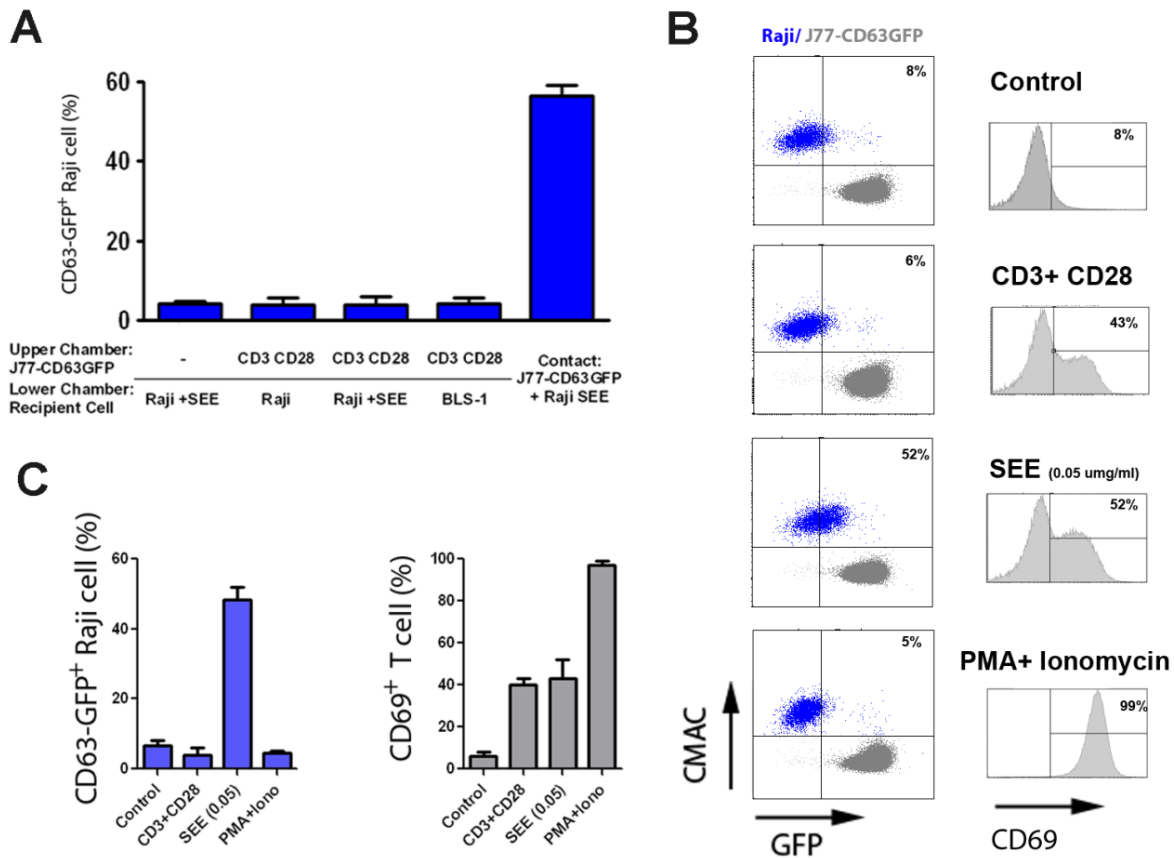 A
CD63-GFP+ Raji cell (%)
60
40
20
0
Upper Chamber: J77-CD63GFP
- CD3 CD28 CD3 CD28 CD3 CD28
Contact: J77-CD63GFP + Raji SEE
Lower Chamber: Recipient Cell
Raji +SEE Raji Raji +SEE BLS-1
B
Raji/ J77-CD63GFP
8%
Control
8%
6%
CD3+ CD28
43%
52%
SEE (0.05 umg/ml)
52%
5%
PMA+ Ionomycin
99%
CMAC
GFP
CD69
C
CD63-GFP+ Raji cell (%)
60
40
20
0
Control
CD3+CD28
SEE (0.05)
PMA+Iono
CD69+ T cell (%)
100
80
60
40
20
0
Control
CD3+CD28
SEE (0.05)
PMA+Iono